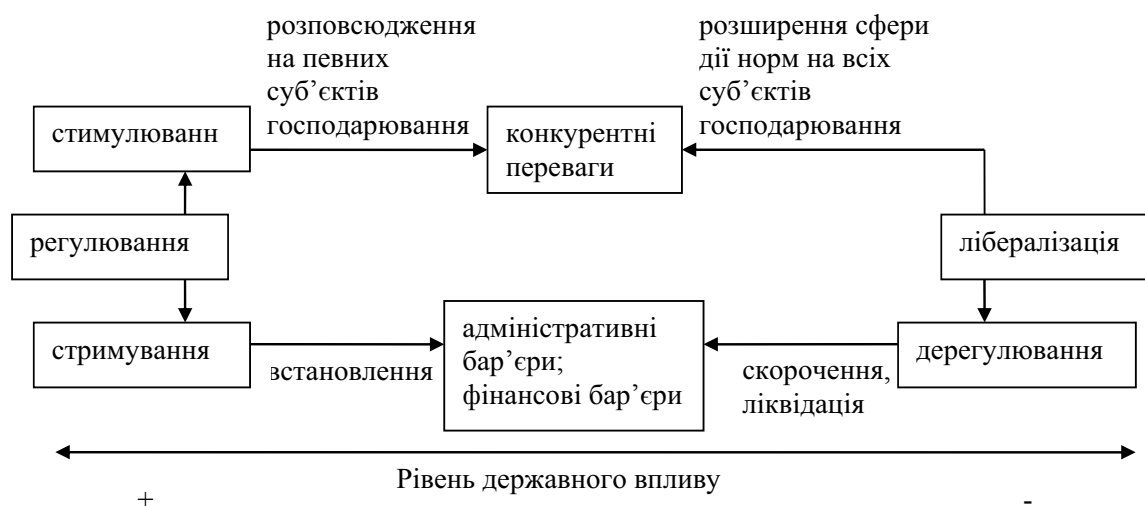 розповсюдження
на певних
суб’єктів
господарювання
розширення сфери
дії норм на всіх
суб’єктів
господарювання
стимулюванн
конкурентні
переваги
регулювання
лібералізація
стримування
встановлення
адміністративні
бар’єри;
фінансові бар’єри
скорочення,
ліквідація
дерегулювання
Рівень державного впливу
+
-